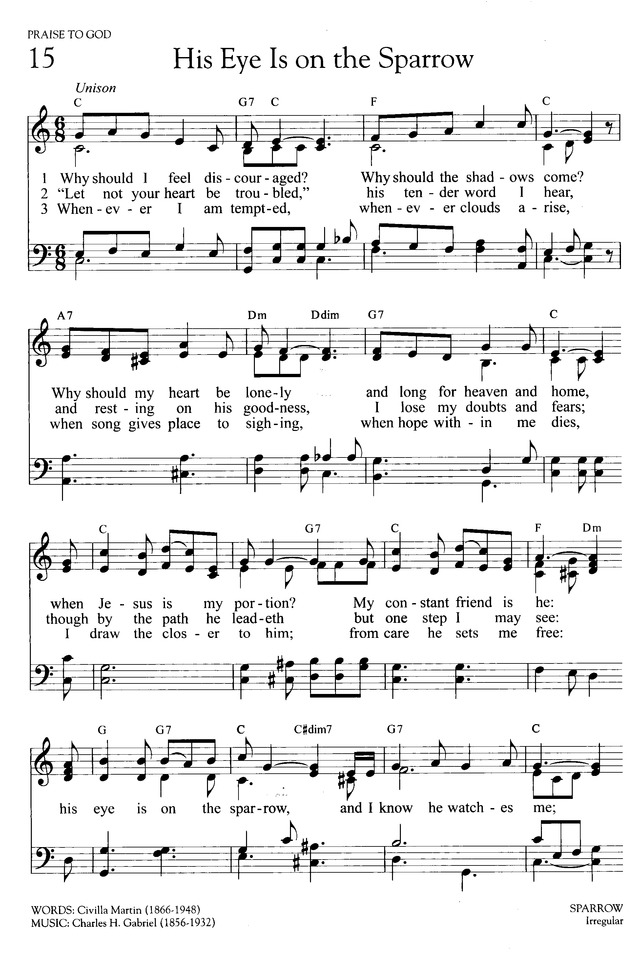 PRAISE TO GOD
15 His Eye Is on the Sparrow
Unison
C G7 C F C
1 Why should I feel dis-cour-aged? Why should the shad-ows come?
2 “Let not your heart be trou-bled,” his ten-der word I hear,
3 When-ev-er I am tempt-ed, when-ev-er clouds a-rise,
A7 Dm Ddim G7 C
Why should my heart be lone-ly and long for heaven and home,
and rest-ing on his good-ness, I lose my doubts and fears;
when song gives place to sigh-ing, when hope with-in me dies,
C G7 C F Dm
when Je-sus is my por-tion? My con-stant friend is he:
though by the path he lead-eth but one step I may see:
I draw the clos-er to him; from care he sets me free:
G G7 C C#dim7 G7 C
his eye is on the spar-row, and I know he watch-es me;
WORDS: Civilla Martin (1866-1948) SPARROW
MUSIC: Charles H. Gabriel (1856-1932) Irregular